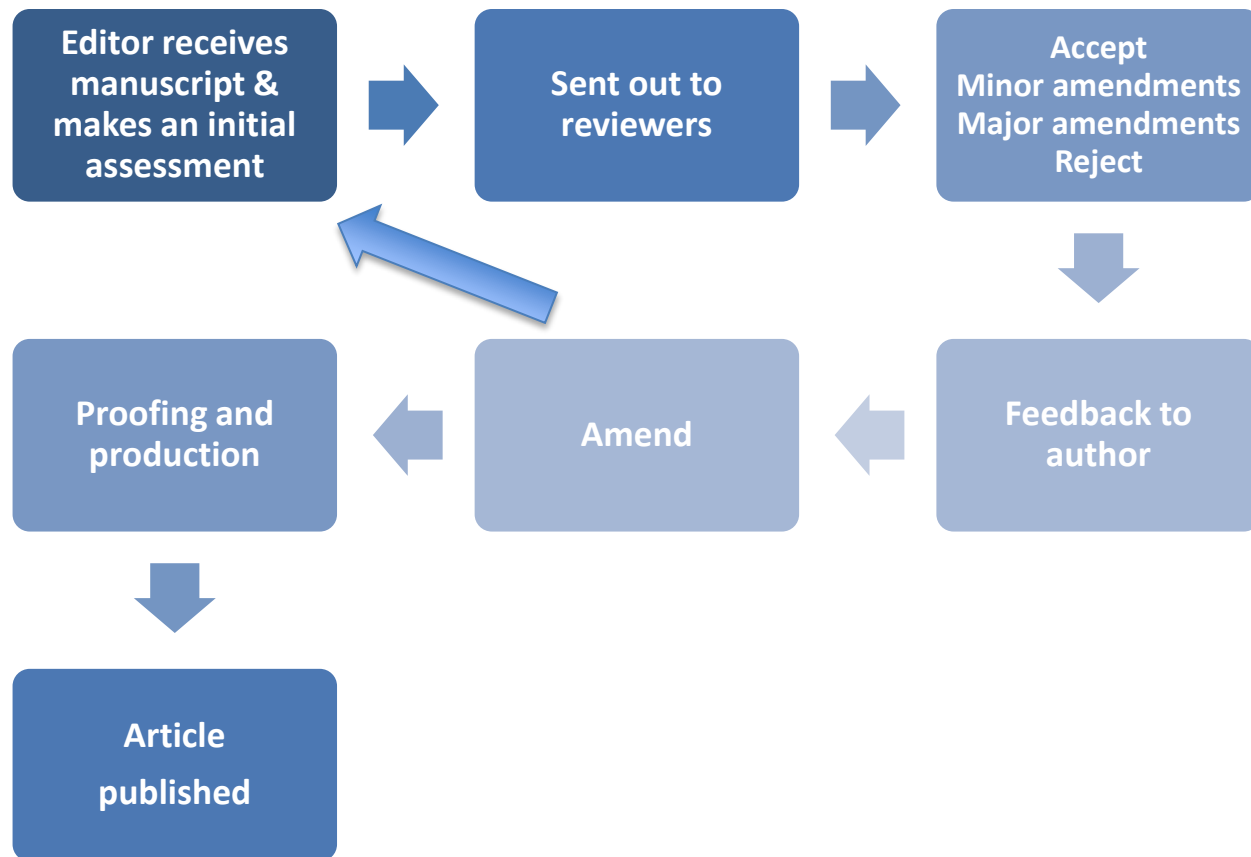 Editor receives
manuscript &
makes an initial
assessment
Sent out to
reviewers
Accept
Minor amendments
Major amendments
Reject
Feedback to
author
Amend
Proofing and
production
Article
published